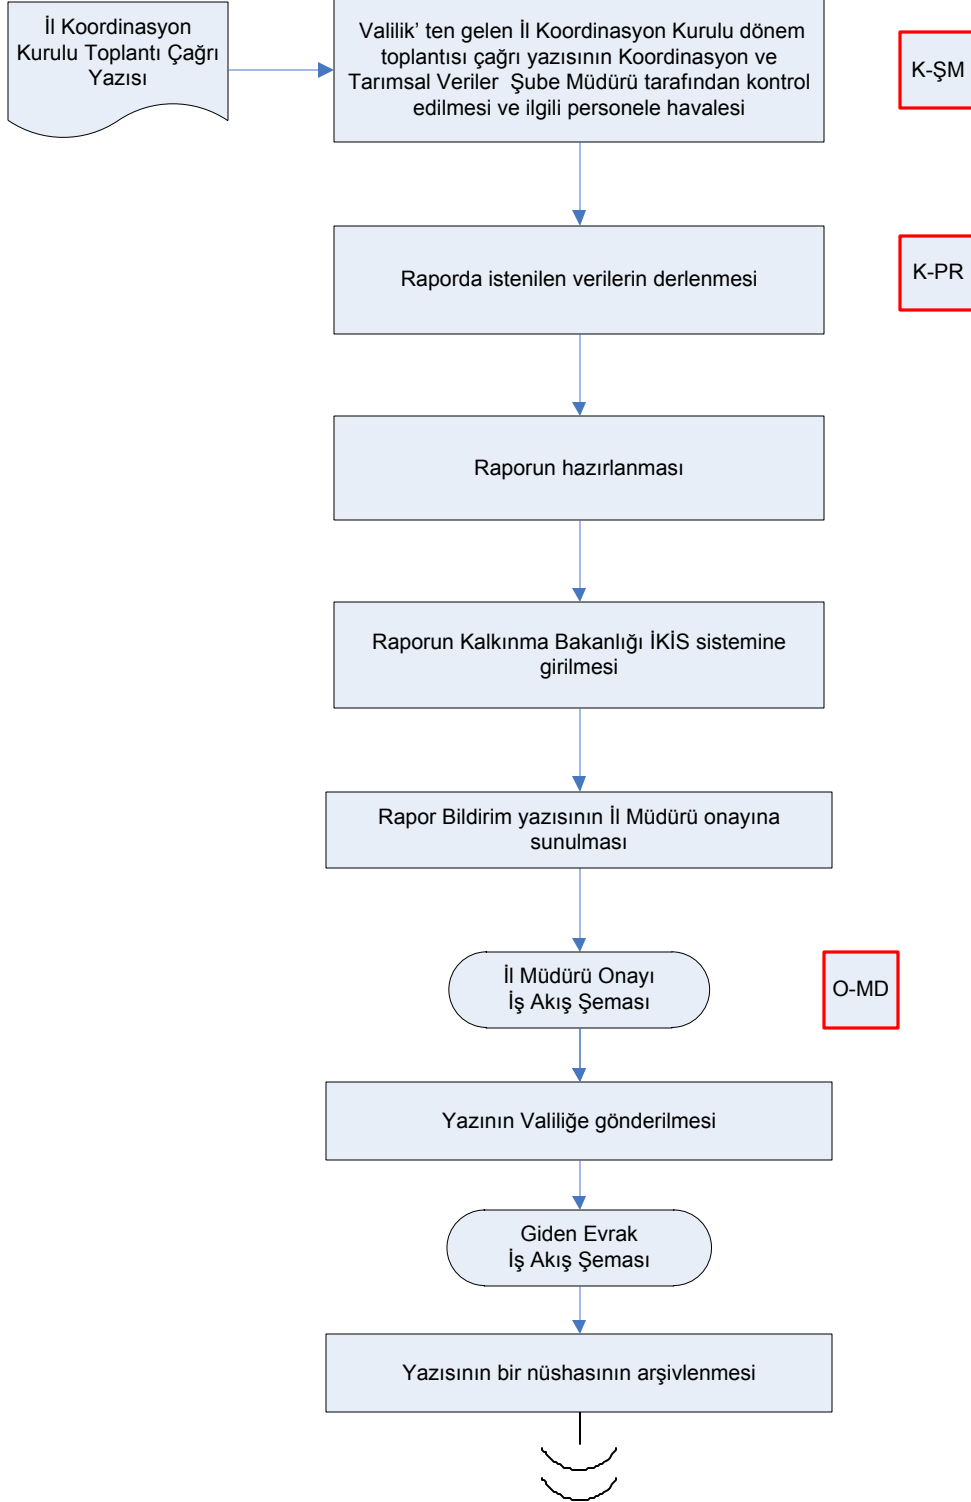 İl Koordinasyon
Kurulu Toplantı Çağrı
Yazısı
Valilik’ ten gelen İl Koordinasyon Kurulu dönem
toplantısı çağrı yazısının Koordinasyon ve
Tarımsal Veriler  Şube Müdürü tarafından kontrol
edilmesi ve ilgili personele havalesi
K-ŞM
Raporda istenilen verilerin derlenmesi
K-PR
Raporun hazırlanması
Raporun Kalkınma Bakanlığı İKİS sistemine
girilmesi
Rapor Bildirim yazısının İl Müdürü onayına
sunulması
İl Müdürü Onayı
İş Akış Şeması
O-MD
Yazının Valiliğe gönderilmesi
Giden Evrak
İş Akış Şeması
Yazısının bir nüshasının arşivlenmesi